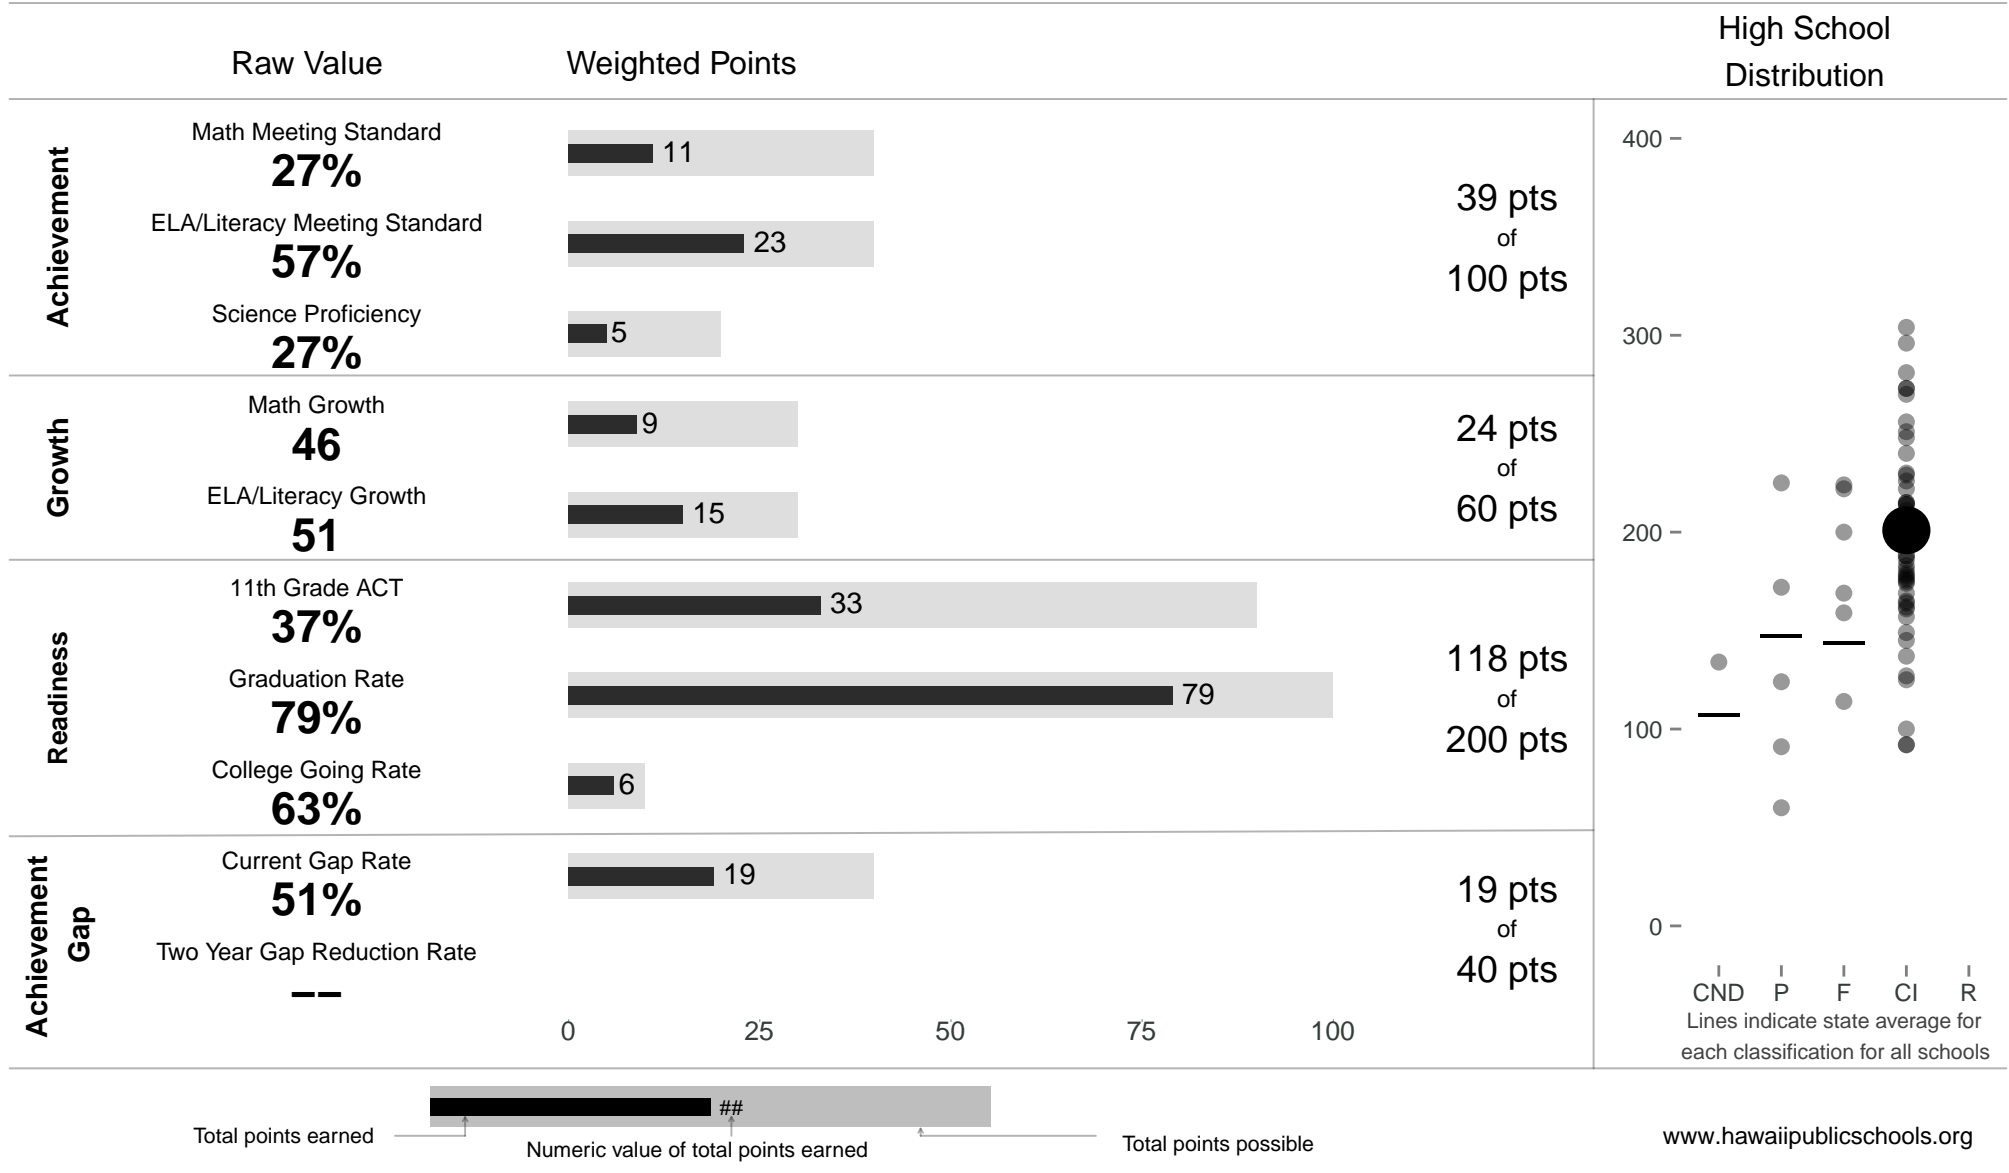 Raw Value
Weighted Points
High School
Distribution
Achievement
Math Meeting Standard
27%
11
ELA/Literacy Meeting Standard
57%
23
Science Proficiency
27%
5
39 pts
of
100 pts
Growth
Math Growth
46
9
ELA/Literacy Growth
51
15
24 pts
of
60 pts
Readiness
11th Grade ACT
37%
33
Graduation Rate
79%
79
College Going Rate
63%
6
118 pts
of
200 pts
Achievement
Gap
Current Gap Rate
51%
19
Two Year Gap Reduction Rate
––
19 pts
of
40 pts
0 25 50 75 100
400
300
200
100
0
CND P F CI R
Lines indicate state average for
each classification for all schools
##
Total points earned
Numeric value of total points earned
Total points possible
www.hawaiipublicschools.org